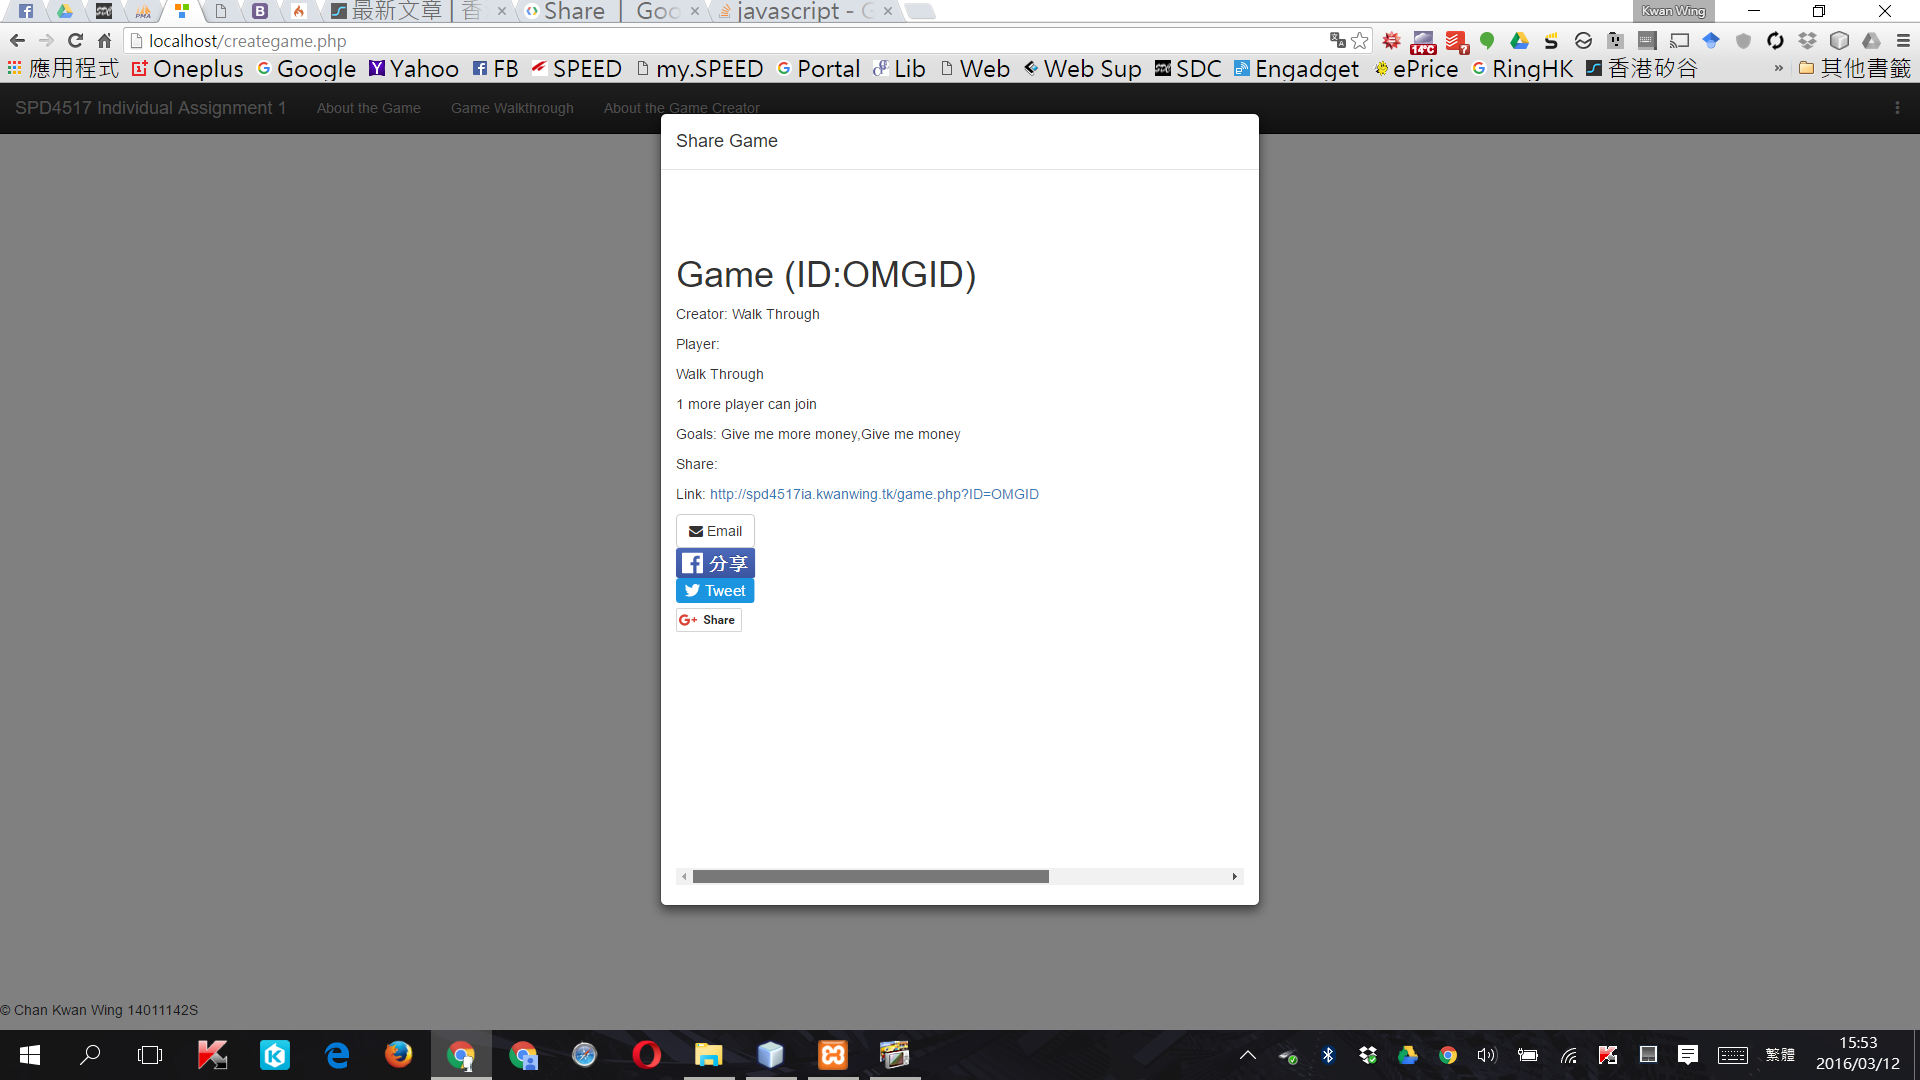 最新文章 | 香
Share | Goo
javascript - G
Kwan Wing
localhost/creategame.php
14°C
?
應用程式 Oneplus Google Yahoo FB SPEED my.SPEED Portal Lib Web Web Sup SDC Engadget ePrice RingHK 香港矽谷 » 其他書籤
SPD4517 Individual Assignment 1 About the Game Game Walkthrough About the Game Creator
Share Game
Game (ID:OMGID)
Creator: Walk Through
Player:
Walk Through
1 more player can join
Goals: Give me more money,Give me money
Share:
Link: http://spd4517ia.kwanwing.tk/game.php?ID=OMGID
Email
分享
Tweet
G+ Share
© Chan Kwan Wing 14011142S
繁體
15:53
2016/03/12